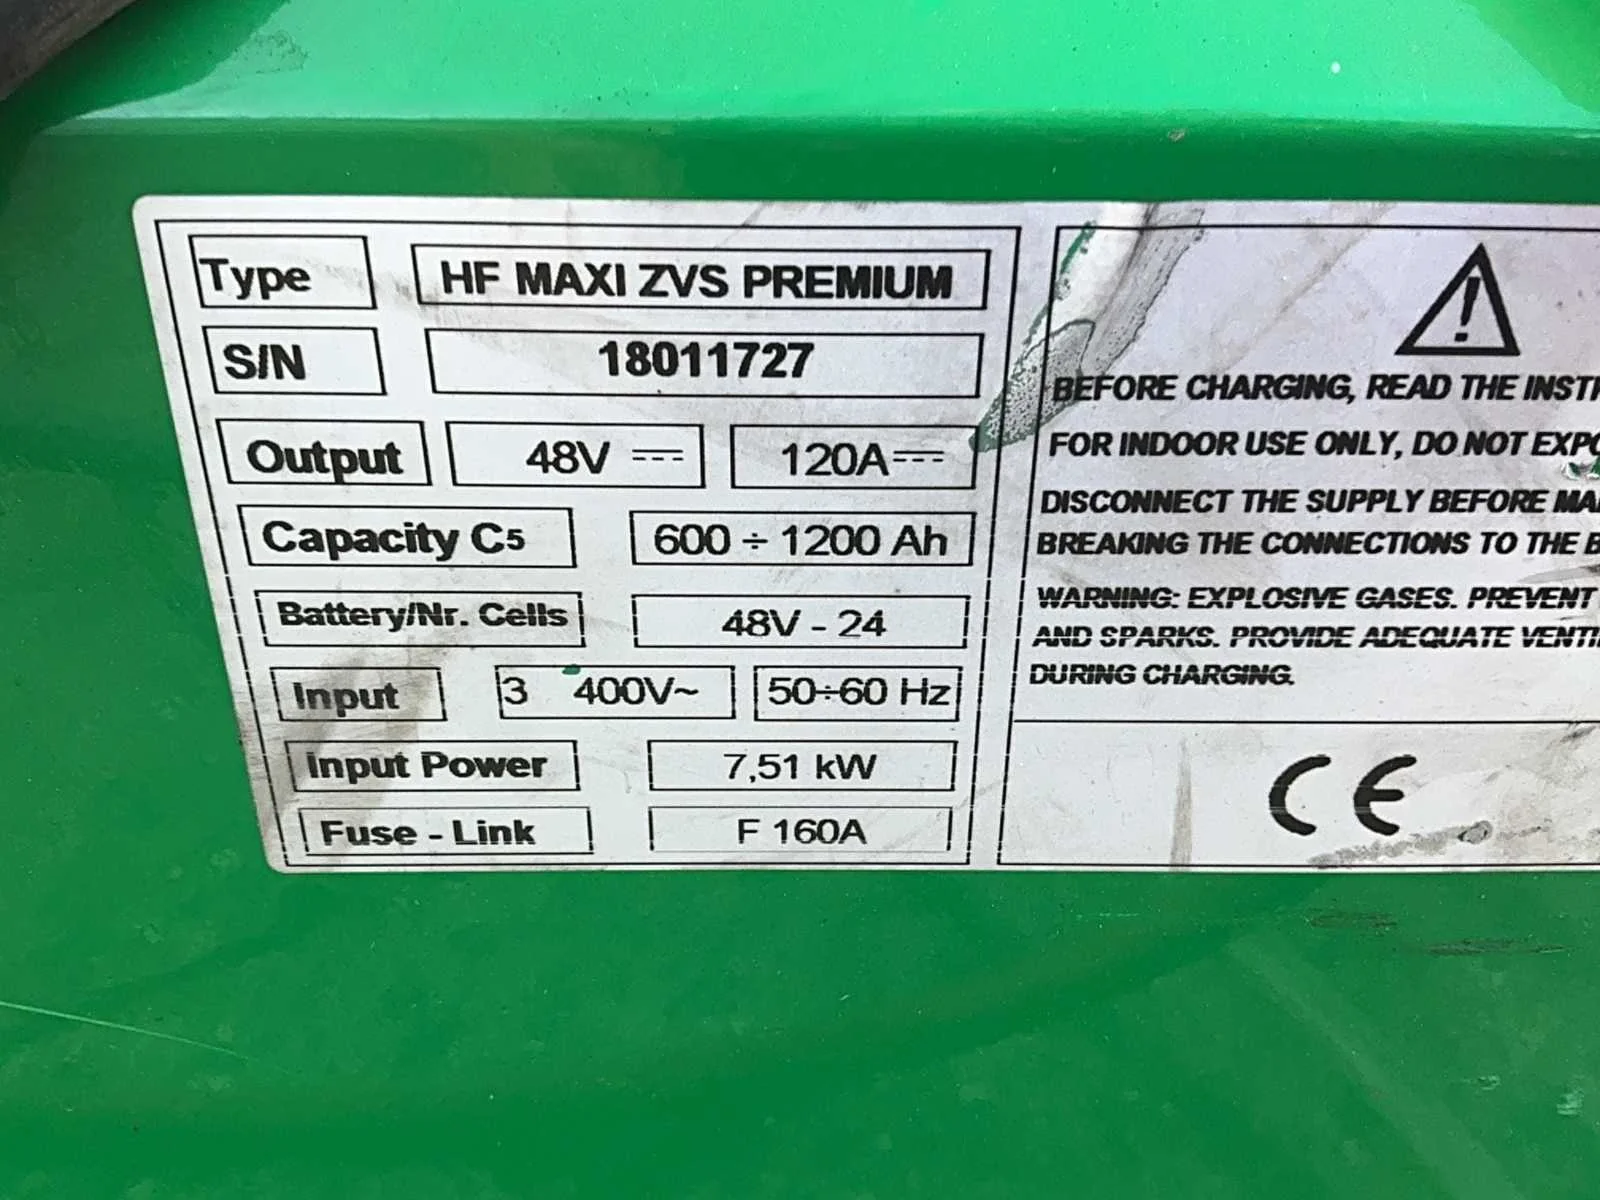 Type HF MAXI ZVS PREMIUM
S/N 18011727
Output 48V 120A
Capacity C5 600 ÷ 1200 Ah
Battery/Nr. Cells 48V - 24
Input 3 400V~ 50÷60 Hz
Input Power 7,51 kW
Fuse - Link F 160A
BEFORE CHARGING, READ THE
FOR INDOOR USE ONLY, DO NOT
DISCONNECT THE SUPPLY BEFORE
BREAKING THE CONNECTIONS TO THE
WARNING: EXPLOSIVE GASES. PREVENT
AND SPARKS. PROVIDE ADEQUATE
DURING CHARGING.
CE